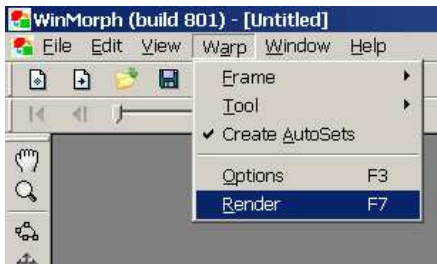 WinMorph (build 801) - [Untitled]
File Edit View Warp Window Help
Frame
Tool
Create AutoSets
Options F3
Render F7